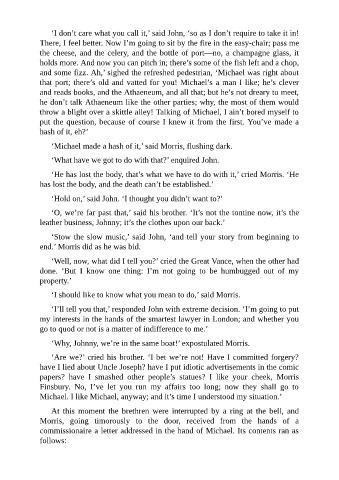 ‘I don’t care what you call it,’ said John, ‘so as I don’t require to take it in!
There, I feel better. Now I’m going to sit by the fire in the easy-chair; pass me
the cheese, and the celery, and the bottle of port—no, a champagne glass, it
holds more. And now you can pitch in; there’s some of the fish left and a chop,
and some fizz. Ah,’ sighed the refreshed pedestrian, ‘Michael was right about
that port; there’s old and vatted for you! Michael’s a man I like; he’s clever
and reads books, and the Athaeneum, and all that; but he’s not dreary to meet,
he don’t talk Athaeneum like the other parties; why, the most of them would
throw a blight over a skittle alley! Talking of Michael, I ain’t bored myself to
put the question, because of course I knew it from the first. You’ve made a
hash of it, eh?’
‘Michael made a hash of it,’ said Morris, flushing dark.
‘What have we got to do with that?’ enquired John.
‘He has lost the body, that’s what we have to do with it,’ cried Morris. ‘He
has lost the body, and the death can’t be established.’
‘Hold on,’ said John. ‘I thought you didn’t want to?’
‘O, we’re far past that,’ said his brother. ‘It’s not the tontine now, it’s the
leather business, Johnny; it’s the clothes upon our back.’
‘Stow the slow music,’ said John, ‘and tell your story from beginning to
end.’ Morris did as he was bid.
‘Well, now, what did I tell you?’ cried the Great Vance, when the other had
done. ‘But I know one thing: I’m not going to be humbugged out of my
property.’
‘I should like to know what you mean to do,’ said Morris.
‘I’ll tell you that,’ responded John with extreme decision. ‘I’m going to put
my interests in the hands of the smartest lawyer in London; and whether you
go to quod or not is a matter of indifference to me.’
‘Why, Johnny, we’re in the same boat!’ expostulated Morris.
‘Are we?’ cried his brother. ‘I bet we’re not! Have I committed forgery?
have I lied about Uncle Joseph? have I put idiotic advertisements in the comic
papers? have I smashed other people’s statues? I like your cheek, Morris
Finsbury. No, I’ve let you run my affairs too long; now they shall go to
Michael. I like Michael, anyway; and it’s time I understood my situation.’
At this moment the brethren were interrupted by a ring at the bell, and
Morris, going timorously to the door, received from the hands of a
commissionaire a letter addressed in the hand of Michael. Its contents ran as
follows: